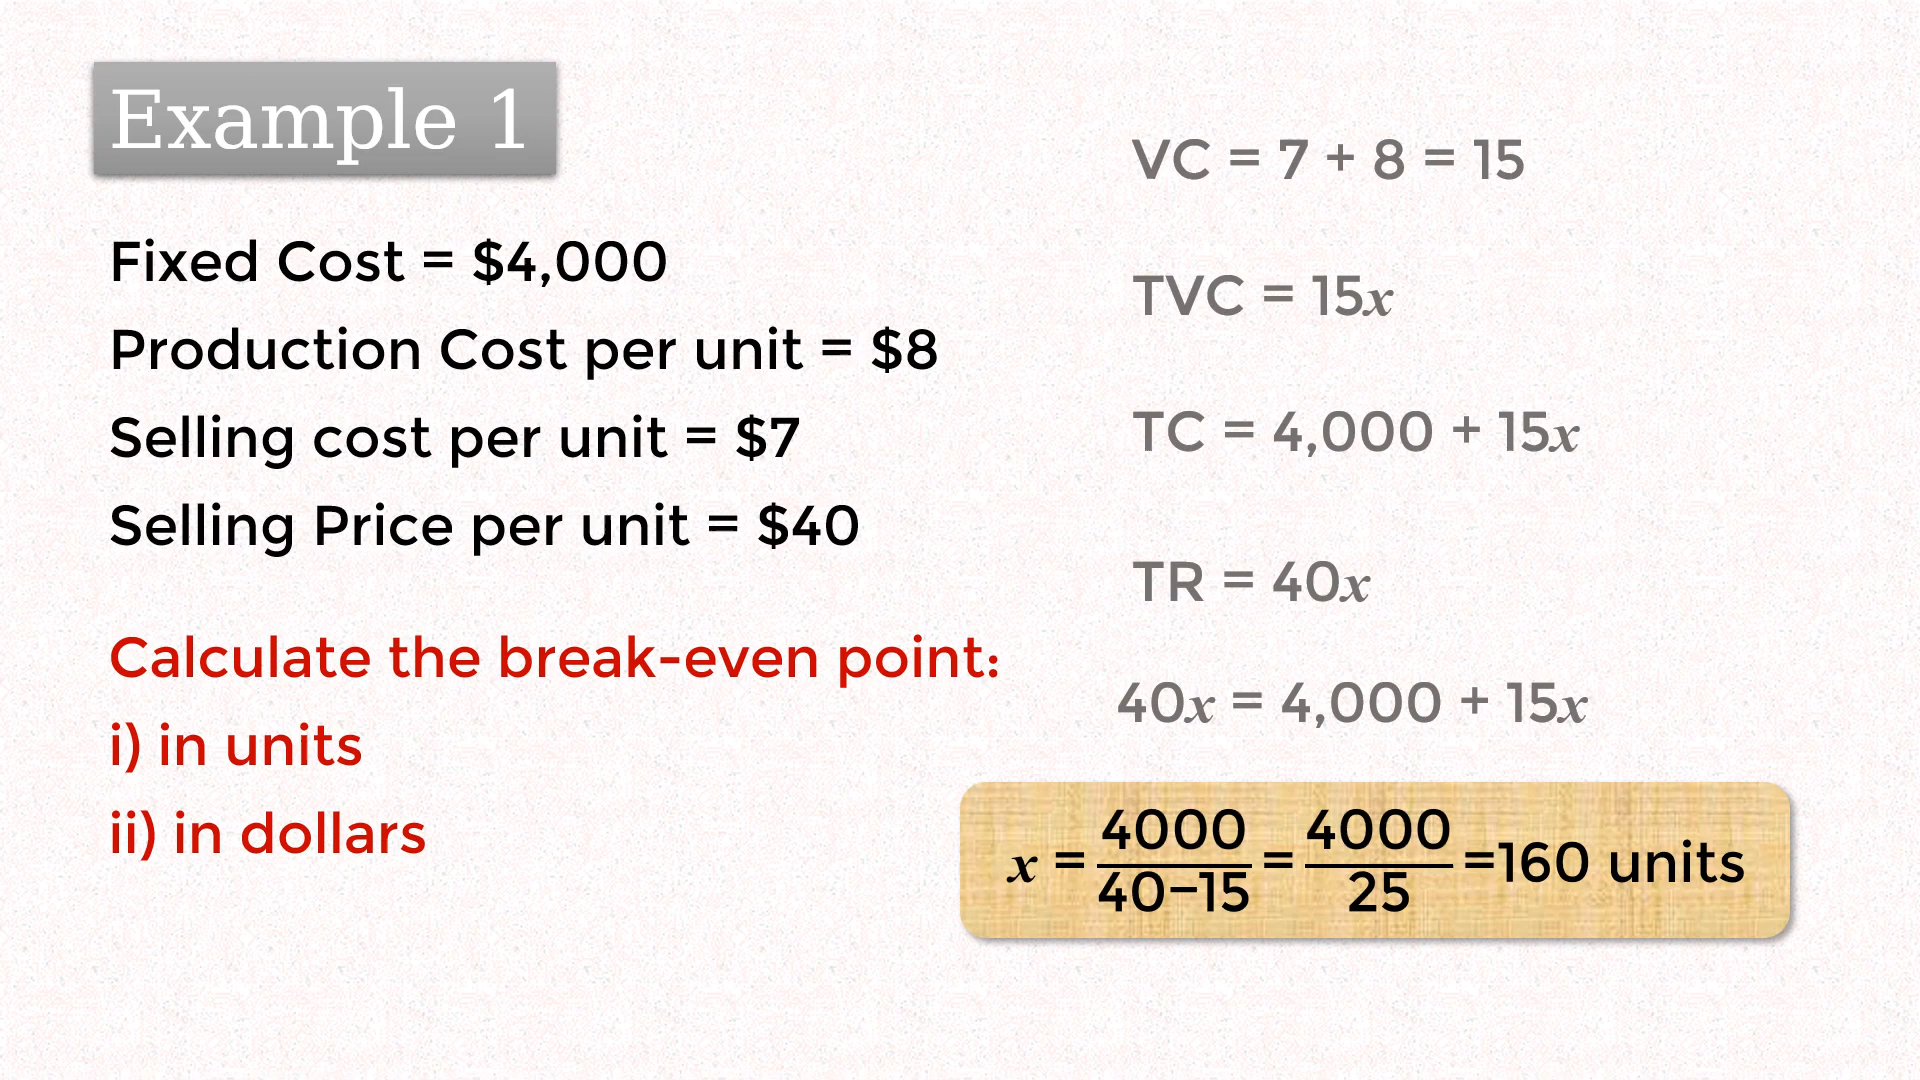 Example 1
Fixed Cost = $4,000
Production Cost per unit = $8
Selling cost per unit = $7
Selling Price per unit = $40
Calculate the break-even point:
i) in units
ii) in dollars
VC = 7 + 8 = 15
TVC = 15x
TC = 4,000 + 15x
TR = 40x
40x = 4,000 + 15x
x = 4000/40−15 = 4000/25 =160 units